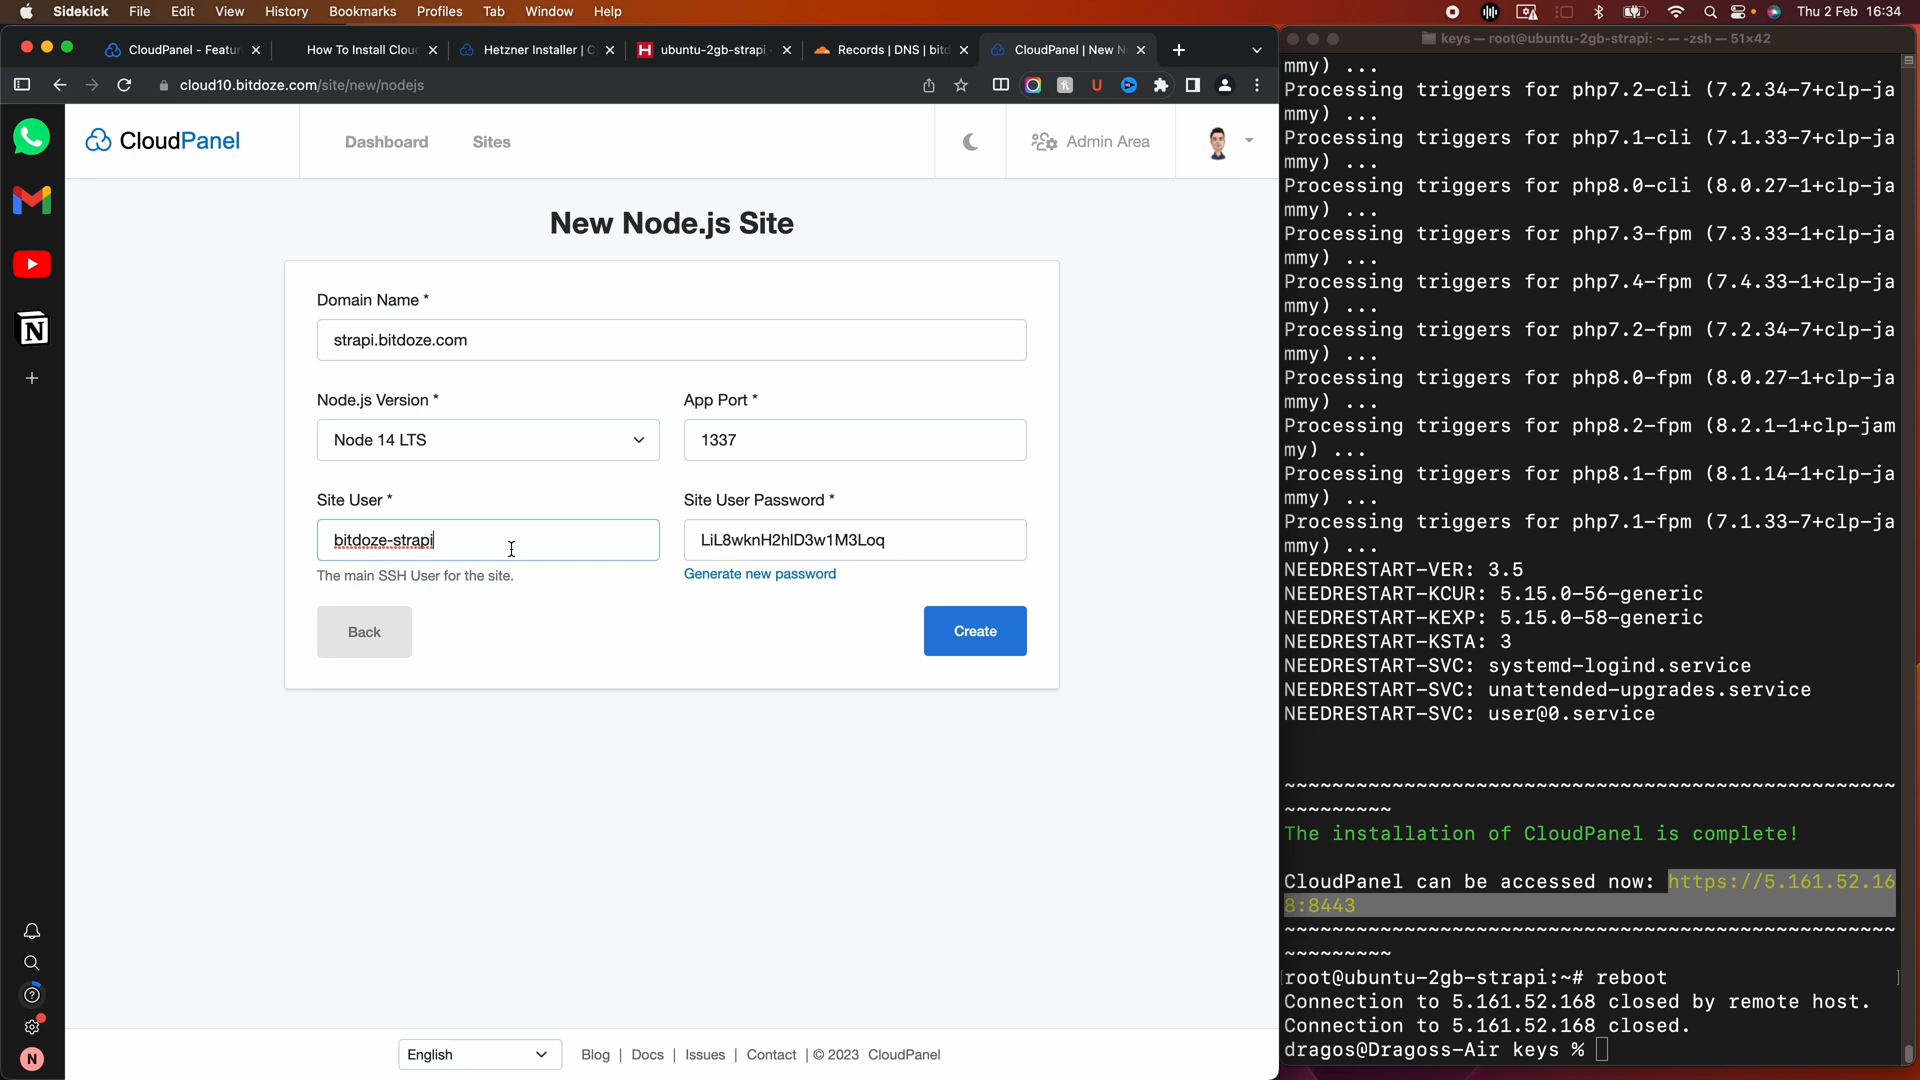 Sidekick File Edit View History Bookmarks Profiles Tab Window Help Thu 2 Feb 16:34
CloudPanel - Featur How To Install Clou Hetzner Installer | C ubuntu-2gb-strapi Records | DNS | bitd CloudPanel | New N
cloud10.bitdoze.com/site/new/nodejs
CloudPanel Dashboard Sites Admin Area
New Node.js Site
Domain Name *
strapi.bitdoze.com
Node.js Version * App Port *
Node 14 LTS 1337
Site User * Site User Password *
bitdoze-strapi LiL8wknH2hlD3w1M3Loq
The main SSH User for the site. Generate new password
Back Create
English Blog | Docs | Issues | Contact | © 2023 CloudPanel
N
keys — root@ubuntu-2gb-strapi: ~ — -zsh — 51×42
mmy) ...
Processing triggers for php7.2-cli (7.2.34-7+clp-ja
mmy) ...
Processing triggers for php7.1-cli (7.1.33-7+clp-ja
mmy) ...
Processing triggers for php8.0-cli (8.0.27-1+clp-ja
mmy) ...
Processing triggers for php7.3-fpm (7.3.33-1+clp-ja
mmy) ...
Processing triggers for php7.4-fpm (7.4.33-1+clp-ja
mmy) ...
Processing triggers for php7.2-fpm (7.2.34-7+clp-ja
mmy) ...
Processing triggers for php8.0-fpm (8.0.27-1+clp-ja
mmy) ...
Processing triggers for php8.2-fpm (8.2.1-1+clp-jam
my) ...
Processing triggers for php8.1-fpm (8.1.14-1+clp-ja
mmy) ...
Processing triggers for php7.1-fpm (7.1.33-7+clp-ja
mmy) ...
NEEDRESTART-VER: 3.5
NEEDRESTART-KCUR: 5.15.0-56-generic
NEEDRESTART-KEXP: 5.15.0-58-generic
NEEDRESTART-KSTA: 3
NEEDRESTART-SVC: systemd-logind.service
NEEDRESTART-SVC: unattended-upgrades.service
NEEDRESTART-SVC: user@0.service
~~~~~~~~~~~~~~~~~~~~~~~~~~~~~~~~~~~~~~~~~~~~~~~~~~~
~~~~~~~~~
The installation of CloudPanel is complete!
CloudPanel can be accessed now: https://5.161.52.16
8:8443
~~~~~~~~~~~~~~~~~~~~~~~~~~~~~~~~~~~~~~~~~~~~~~~~~~~
~~~~~~~~~
[root@ubuntu-2gb-strapi:~# reboot ]
Connection to 5.161.52.168 closed by remote host.
Connection to 5.161.52.168 closed.
dragos@Dragoss-Air keys %